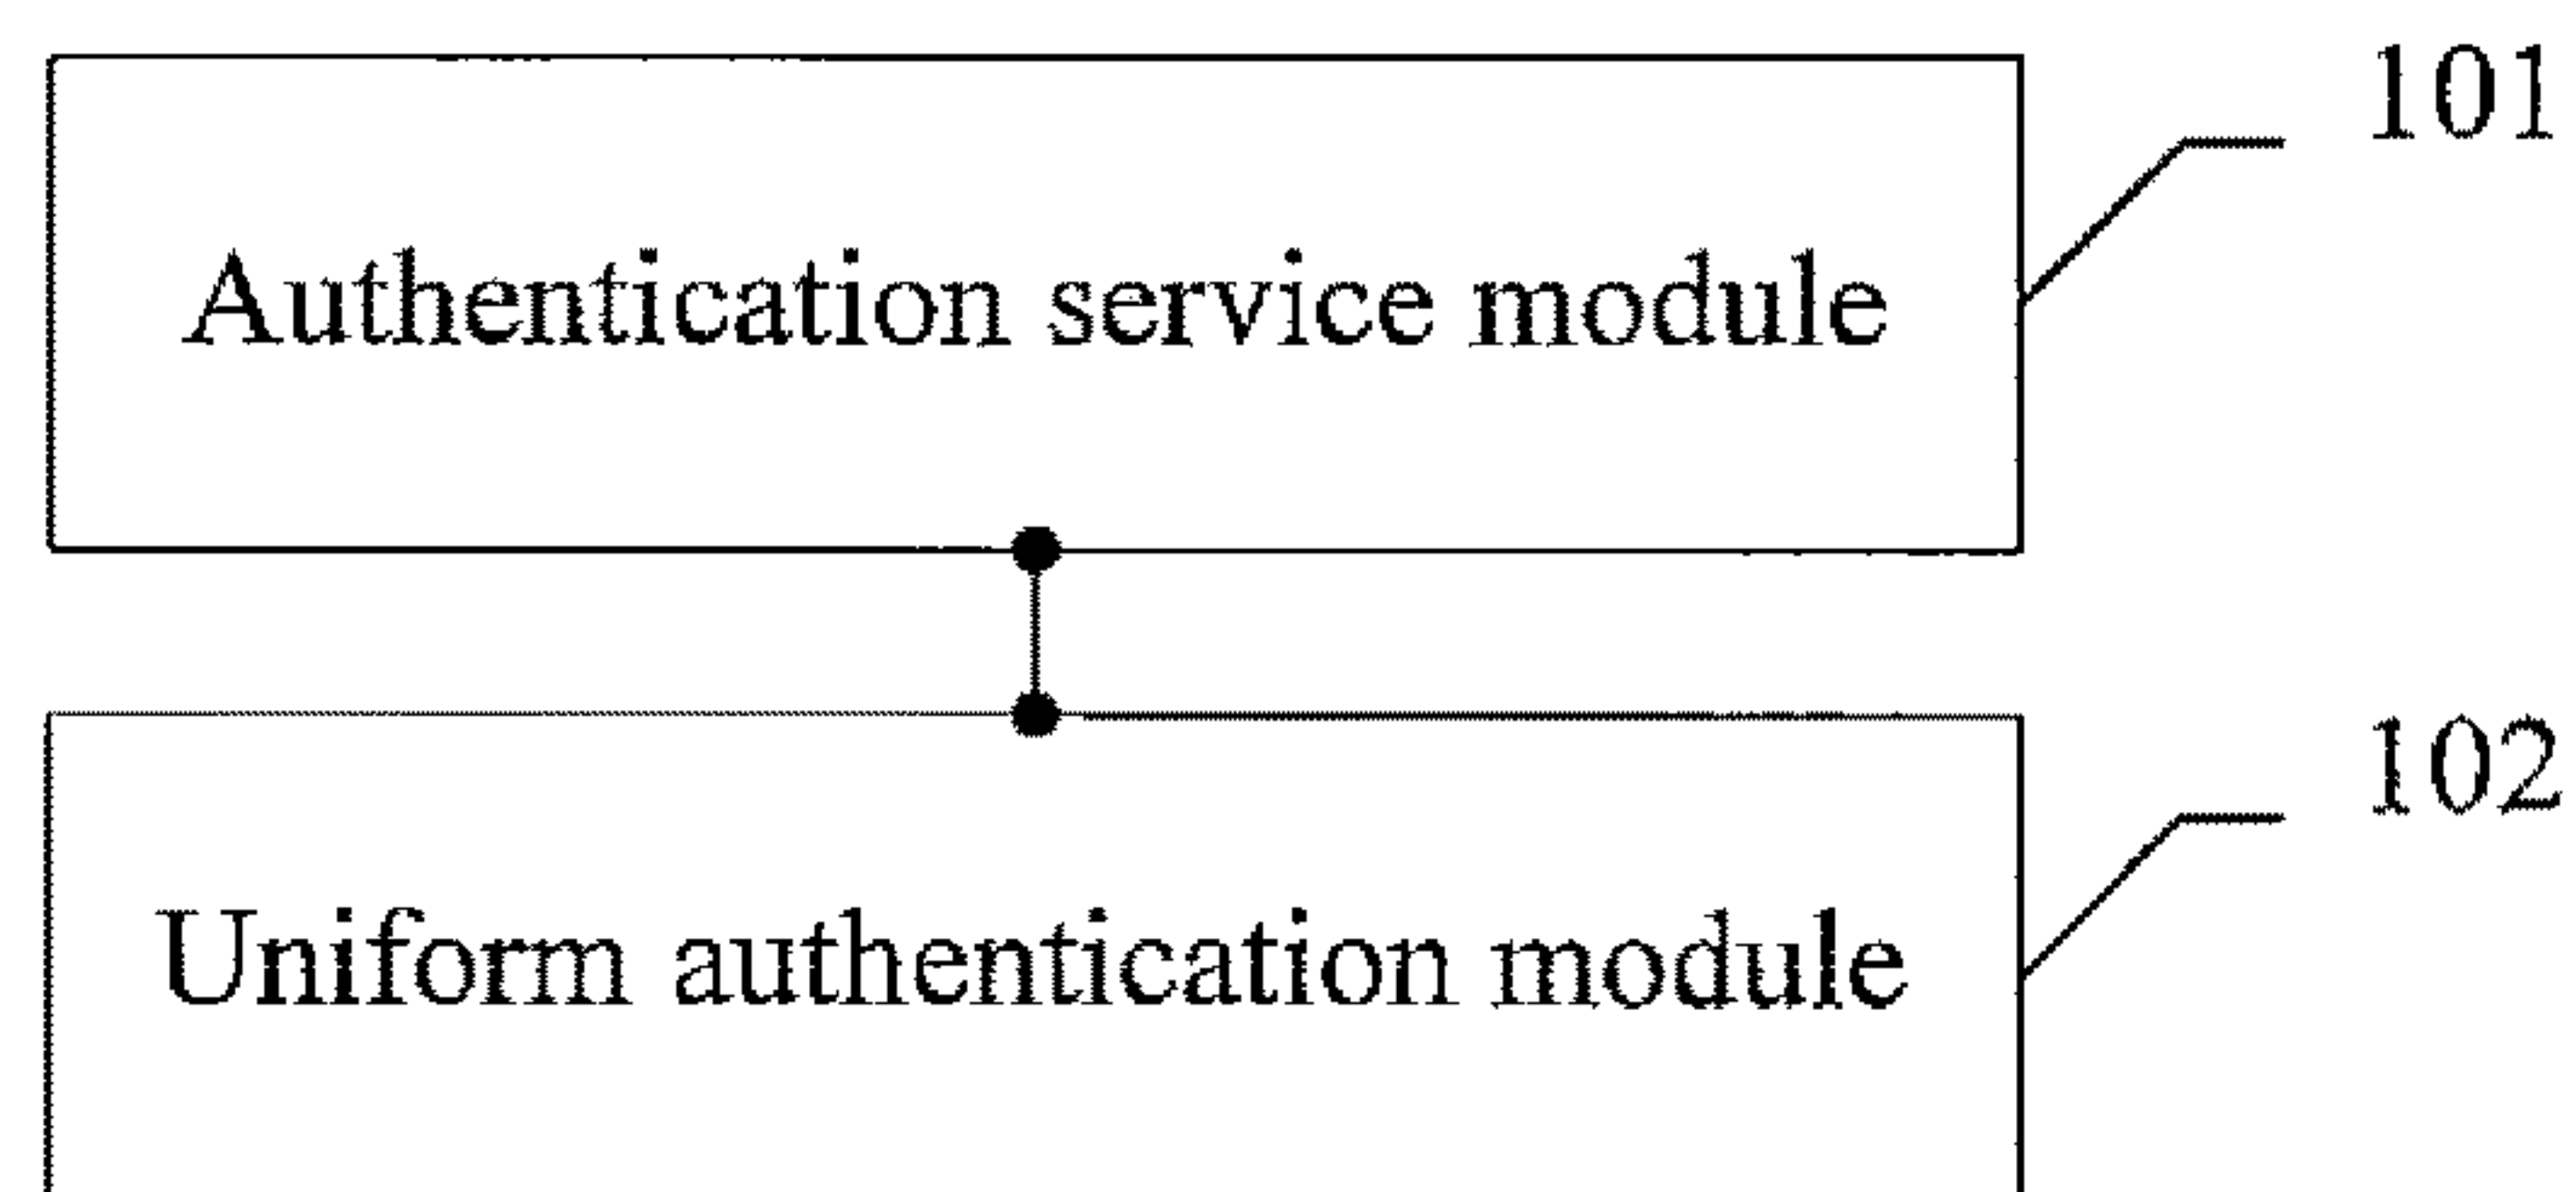 101
Authentication service module
102
Uniform authentication module